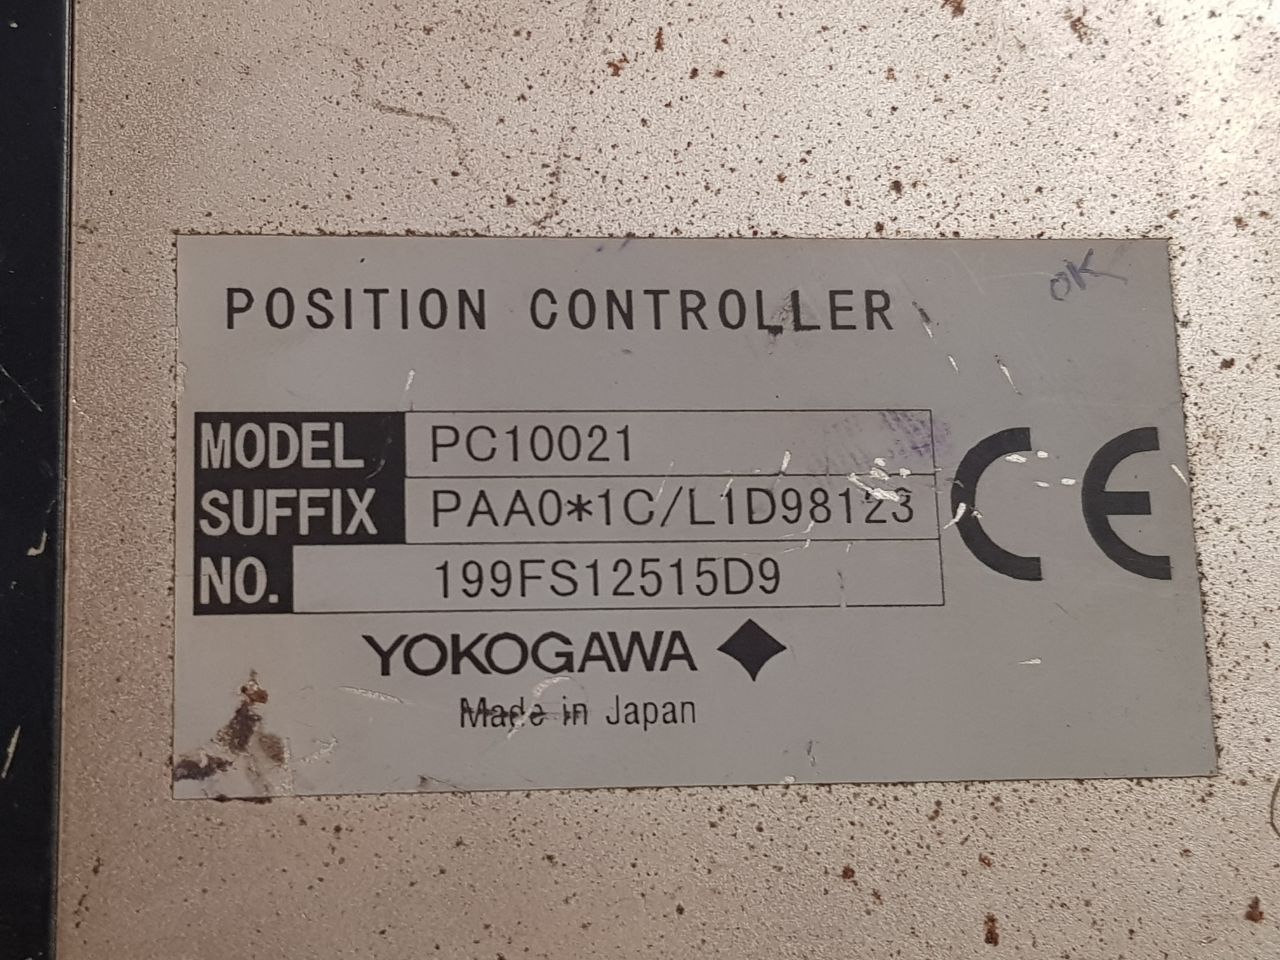 OK
POSITION CONTROLLER
MODEL PC10021
SUFFIX PAA0*1C/L1D98123
NO. 199FS12515D9
CE
YOKOGAWA
Made in Japan